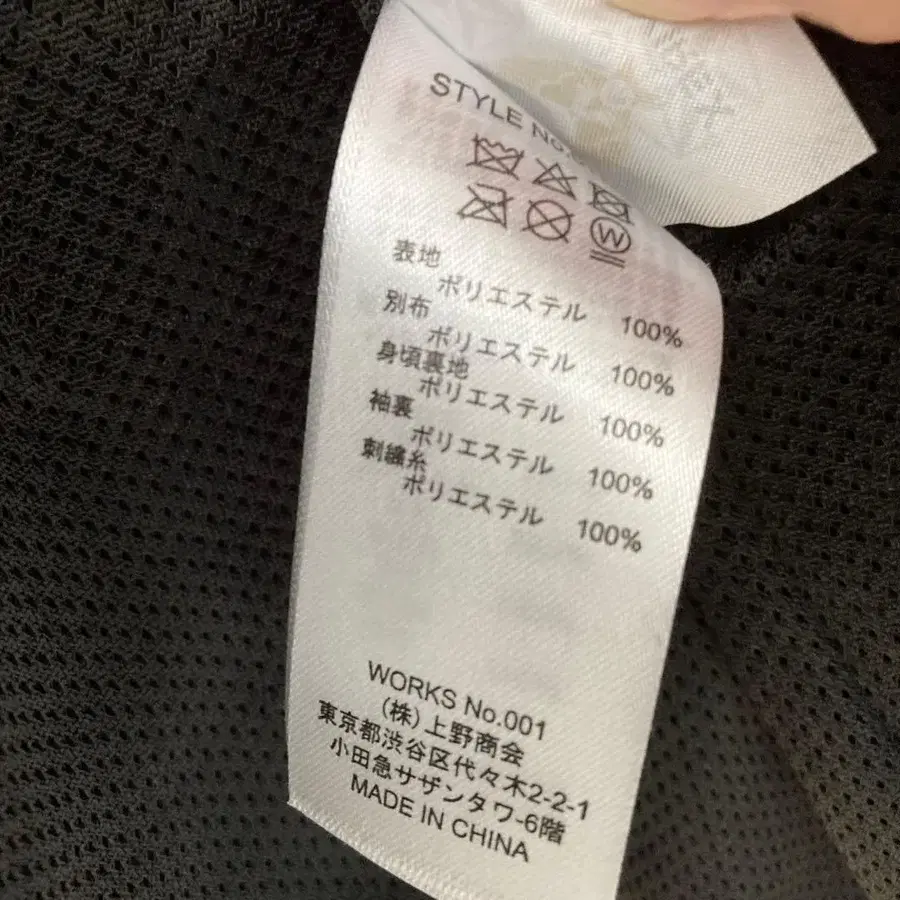 STYLE No.
W
表地
ポリエステル 100%
別布
ポリエステル 100%
身頃裏地
ポリエステル 100%
袖裏
ポリエステル 100%
刺繍糸
ポリエステル 100%
WORKS No.001
(株)上野商会
東京都渋谷区代々木2-2-1
小田急サザンタワ-6階
MADE IN CHINA